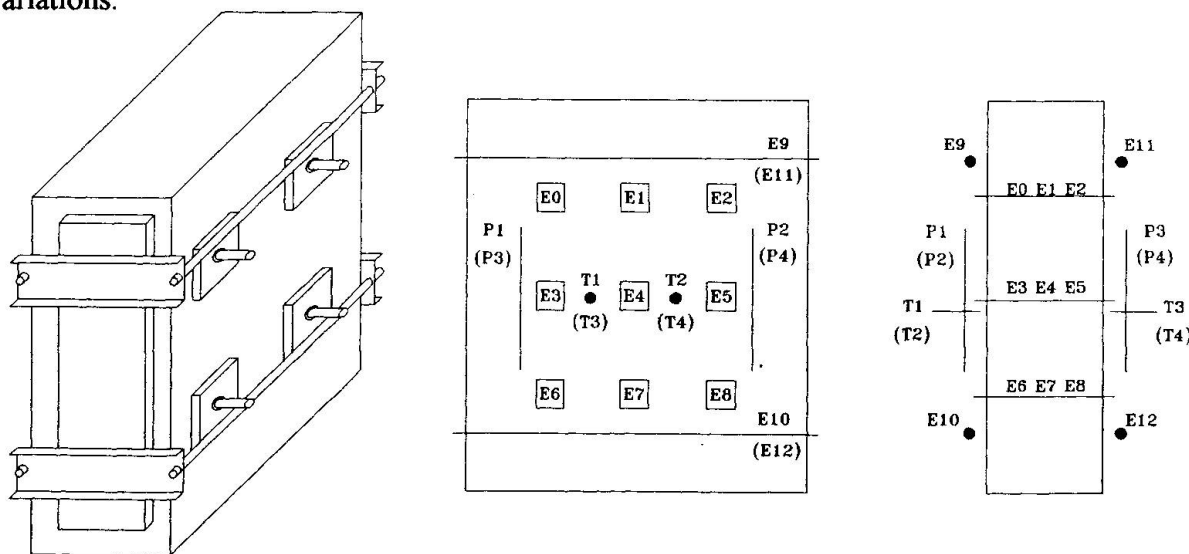 ariations.
E9
(E11)
E0 E1 E2
P1
(P3)
P2
(P4)
T1
(T3)
T2
(T4)
E3 E4 E5
E6 E7 E8
E10
(E12)
E9
E11
E0 E1 E2
P1
(P2)
P3
(P4)
E3 E4 E5
T1
(T2)
T3
(T4)
E6 E7 E8
E10
E12